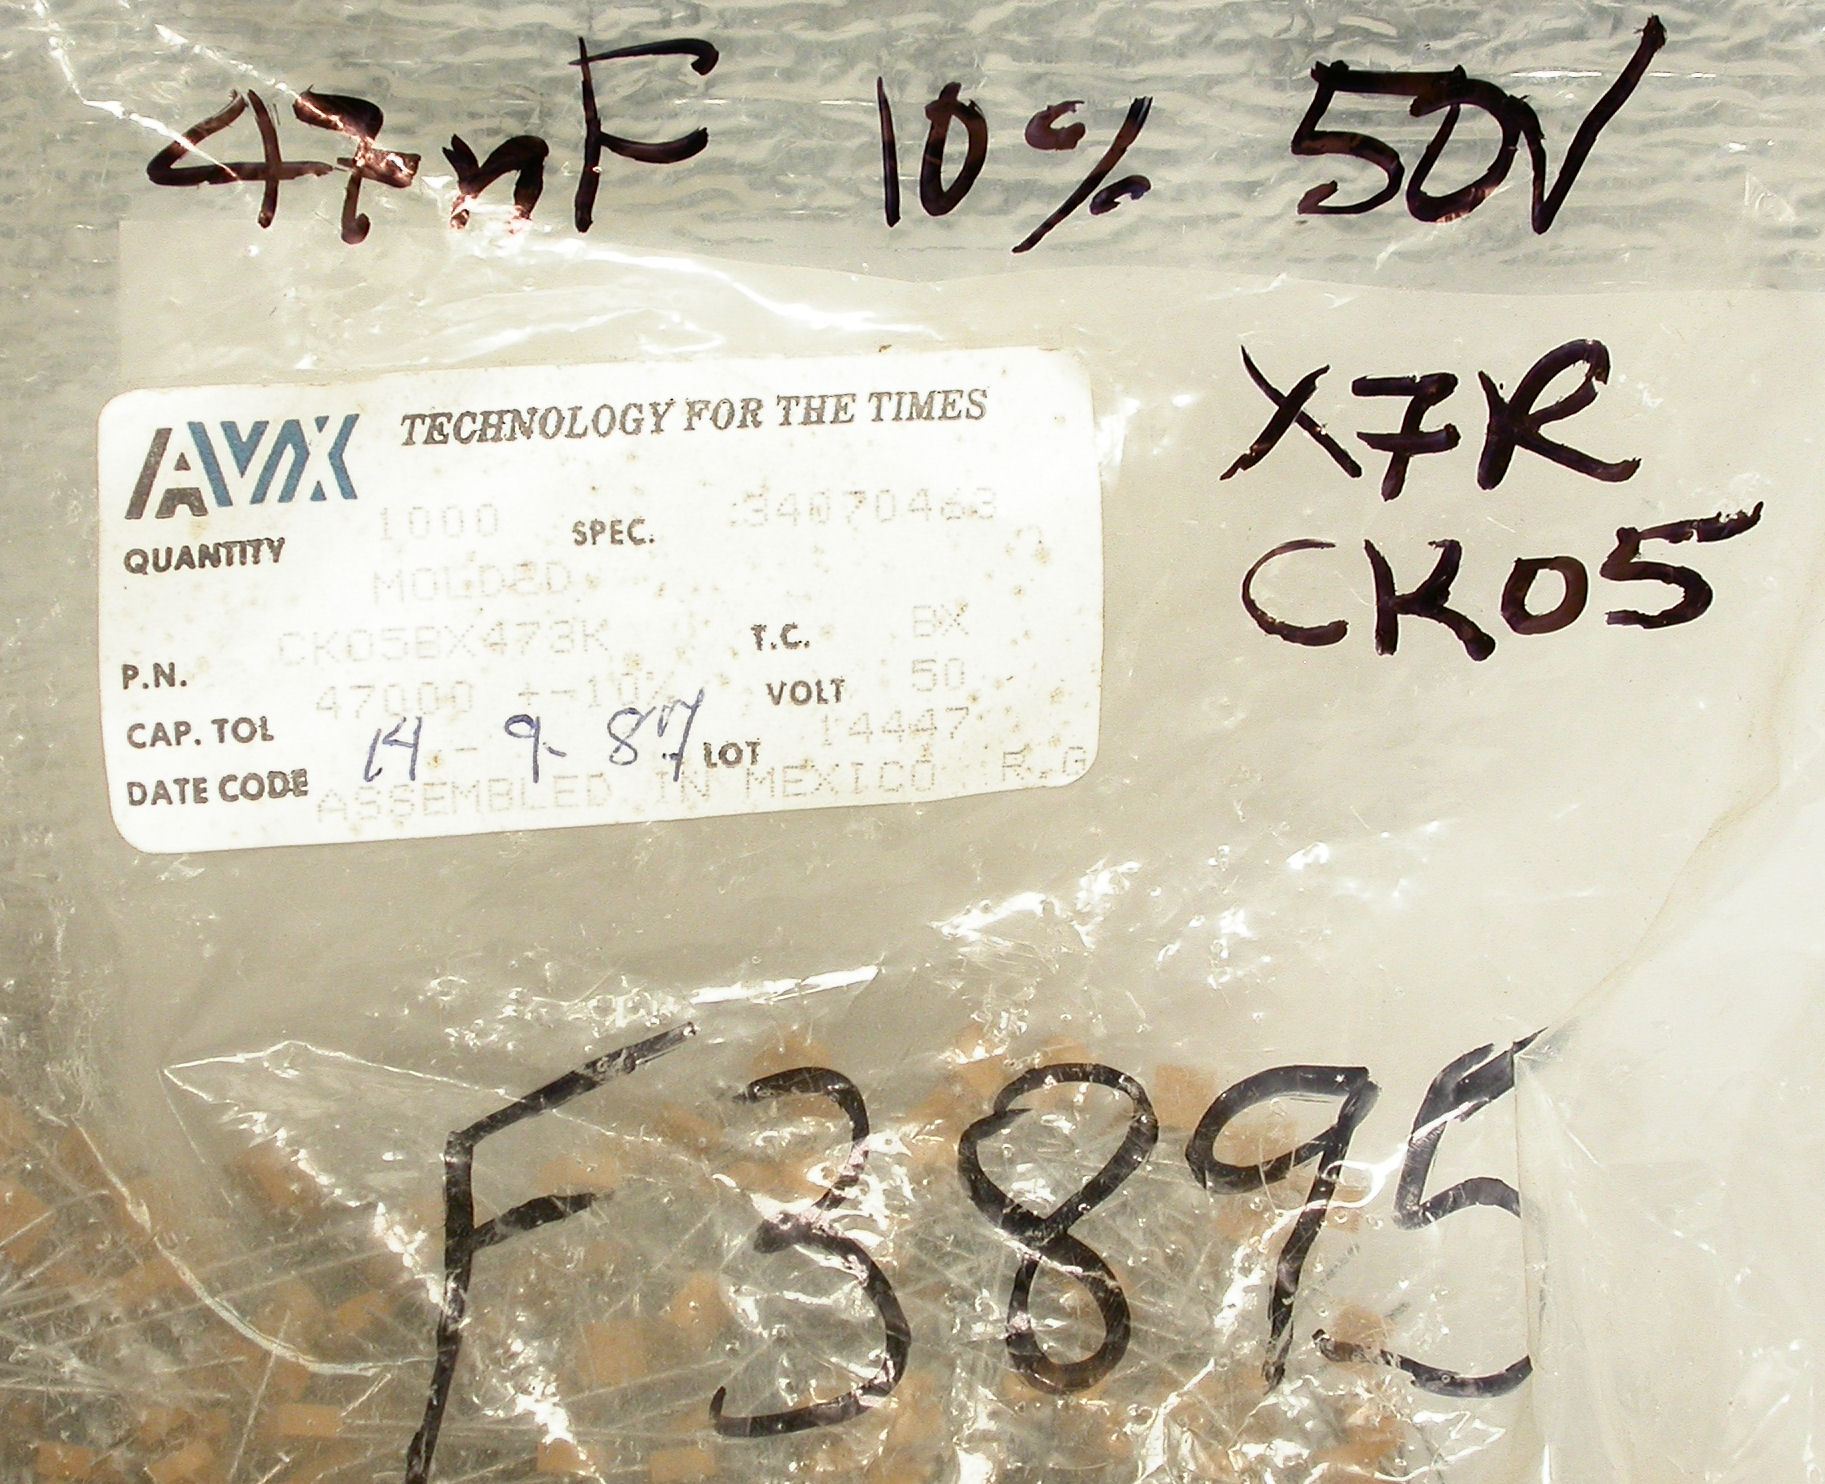 47nF 10% 50V
X7R
CK05
AVX TECHNOLOGY FOR THE TIMES
QUANTITY 1000 SPEC. 34070463
MOLDED
P.N. CK05BX473K T.C. BX
CAP. TOL 47000 +-10% VOLT 50
DATE CODE 14-9-87 LOT 14447
ASSEMBLED IN MEXICO R.G
F3895